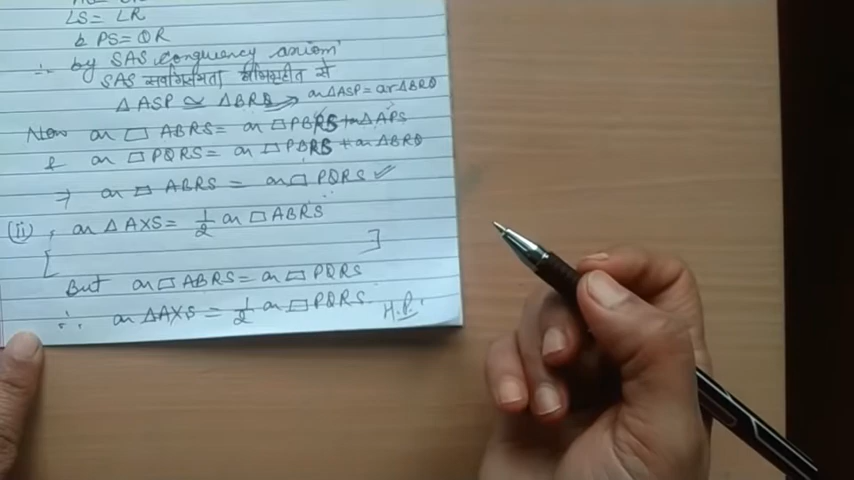 ∠S = ∠R
& PS = QR
∴ by SAS congruency axiom
SAS सर्वांगसमता अभिगृहीत से
△ASP ≅ △BRQ ⇒ ar △ASP = ar △BRQ
Now ar □ ABRS = ar □ PBRS + ar △APS
& ar □ PQRS = ar □ PBRS + ar △BRQ
⇒ ar □ ABRS = ar □ PQRS ✓
(ii) , ar △AXS = 1/2 ar □ ABRS
[ ]
But ar □ ABRS = ar □ PQRS
∴ ar △AXS = 1/2 ar □ PQRS. H.P.